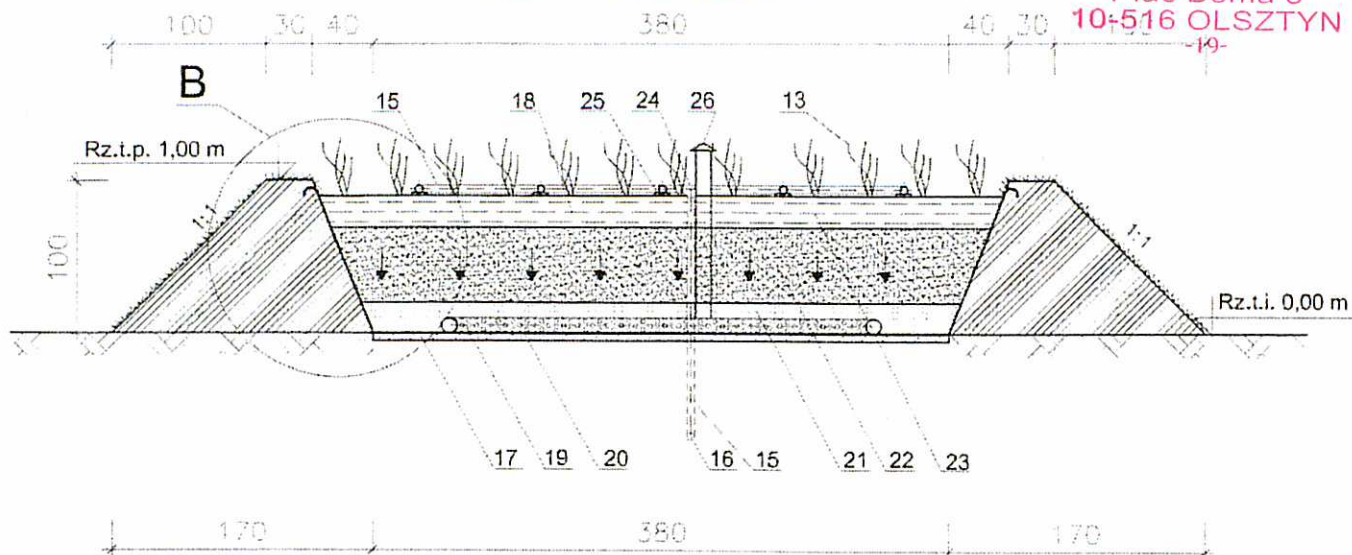 10-516 OLSZTYN
-19-
100 30 40 380 40 30
B
15 18 25 24 26 13
Rz.t.p. 1,00 m
1:1
1:1
100
Rz.t.i. 0,00 m
17 19 20 16 15 21 22 23
170 380 170